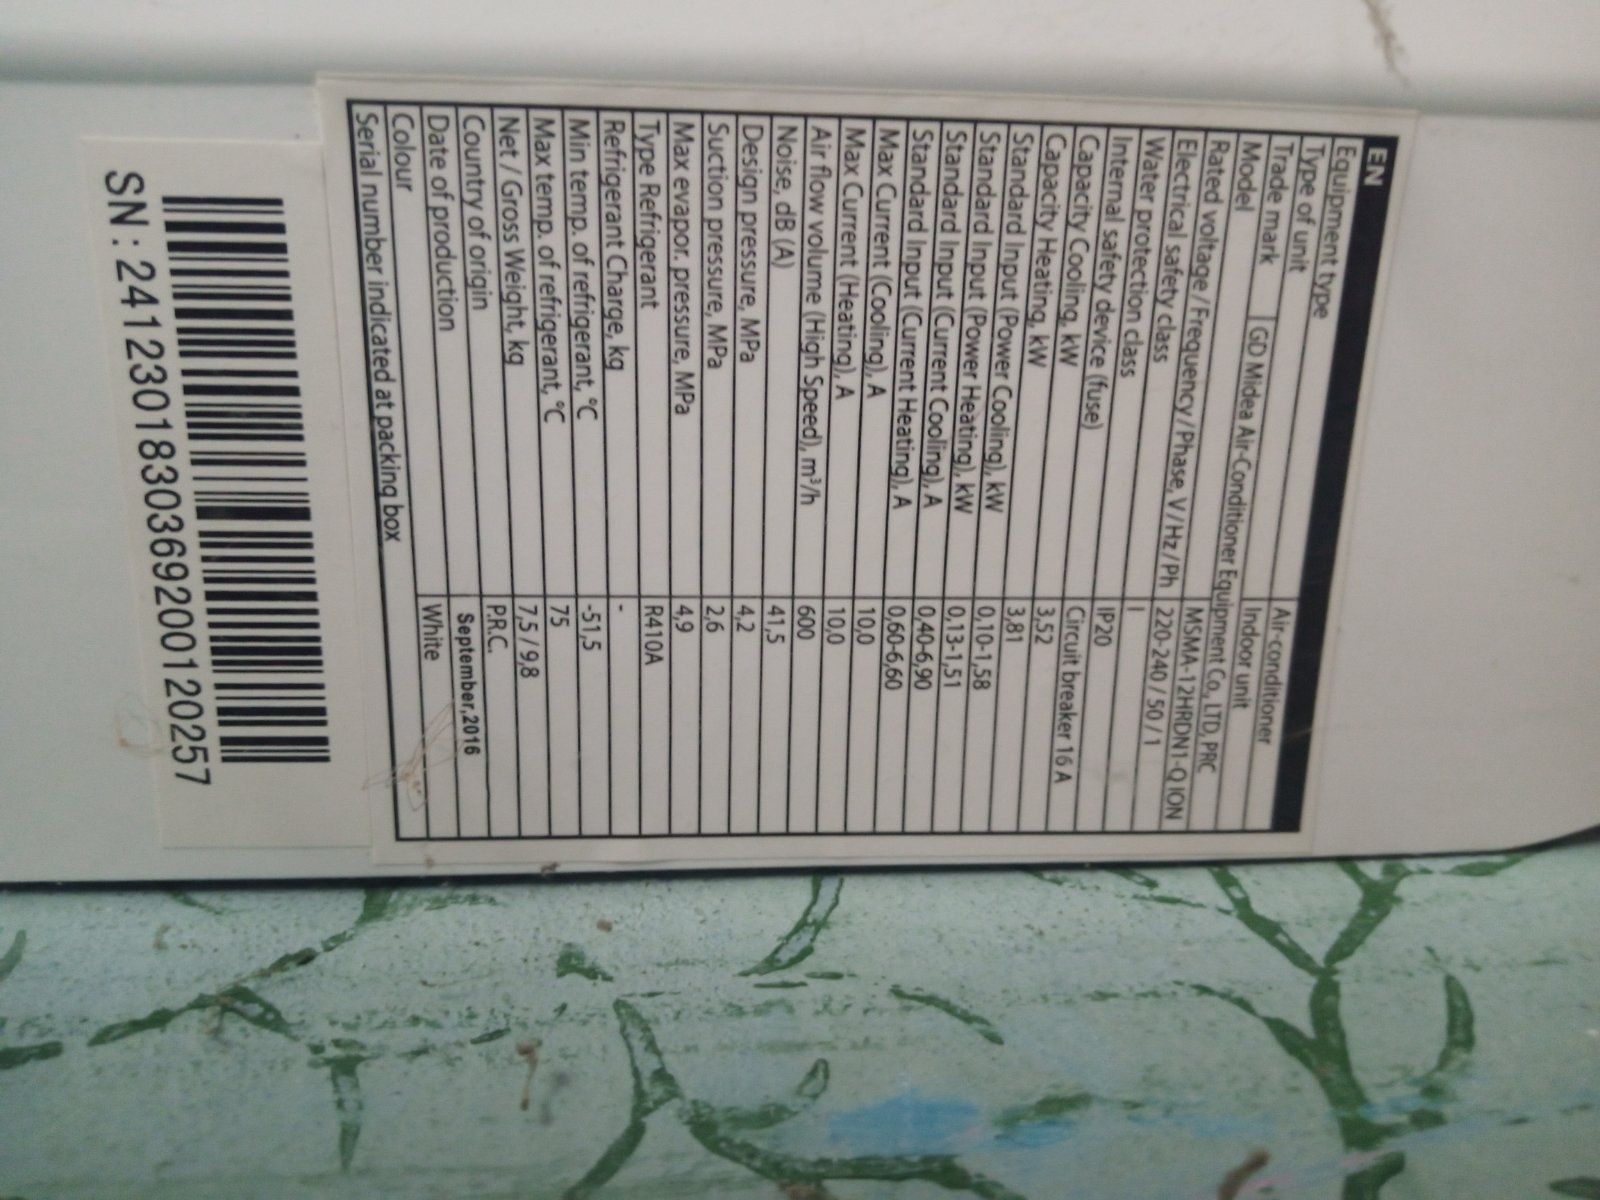 EN
Equipment type Air-conditioner
Type of unit Indoor unit
Trade mark GD Midea Air-Conditioner Equipment Co., LTD, PRC
Model MSMA-12HRDN1-Q ION
Rated voltage / Frequency / Phase, V / Hz / Ph 220-240 / 50 / 1
Electrical safety class I
Water protection class IP20
Internal safety device (fuse) Circuit breaker 16 A
Capacity Cooling, kW 3,52
Capacity Heating, kW 3,81
Standard Input (Power Cooling), kW 0,10-1,58
Standard Input (Power Heating), kW 0,13-1,51
Standard Input (Current Cooling), A 0,40-6,90
Standard Input (Current Heating), A 0,60-6,60
Max Current (Cooling), A 10,0
Max Current (Heating), A 10,0
Air flow volume (High Speed), m³/h 600
Noise, dB (A) 41,5
Design pressure, MPa 4,2
Suction pressure, MPa 2,6
Max evapor. pressure, MPa 4,9
Type Refrigerant R410A
Refrigerant Charge, kg -
Min temp. of refrigerant, °C -51,5
Max temp. of refrigerant, °C 75
Net / Gross Weight, kg 7,5 / 9,8
Country of origin P.R.C.
Date of production September,2016
Colour White
Serial number indicated at packing box
SN: 2412301830369200120257